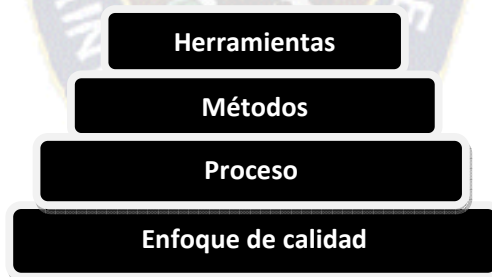 Herramientas
Métodos
Proceso
Enfoque de calidad